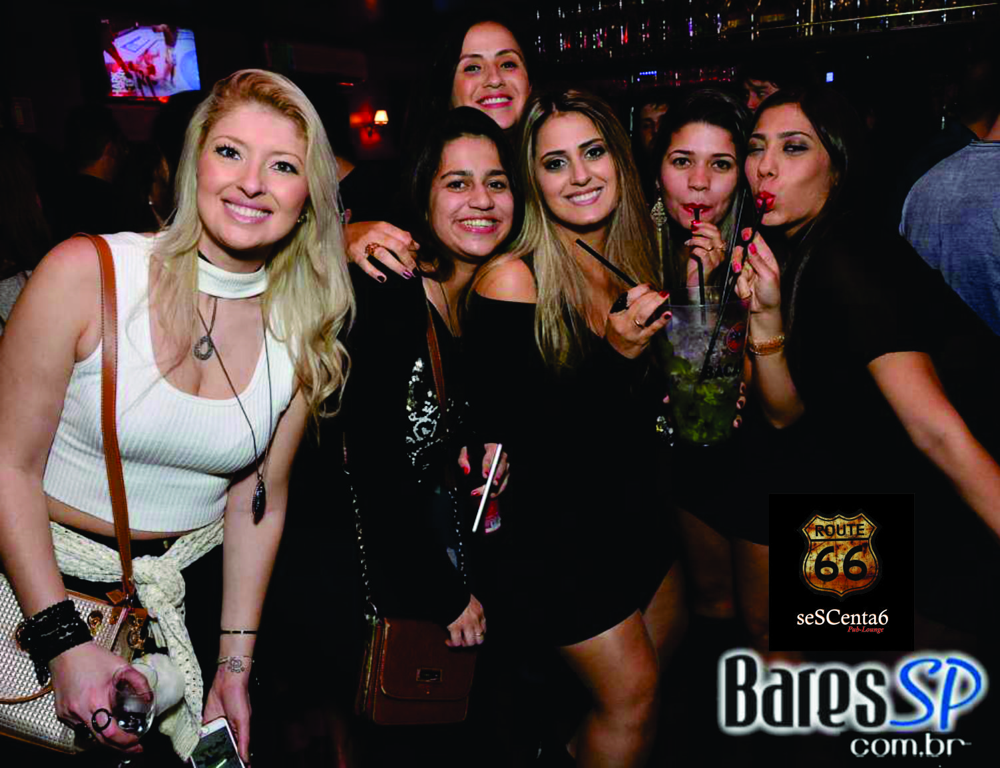 ROUTE
66
seSCenta6
Pub-Lounge
BaresSP
com.br